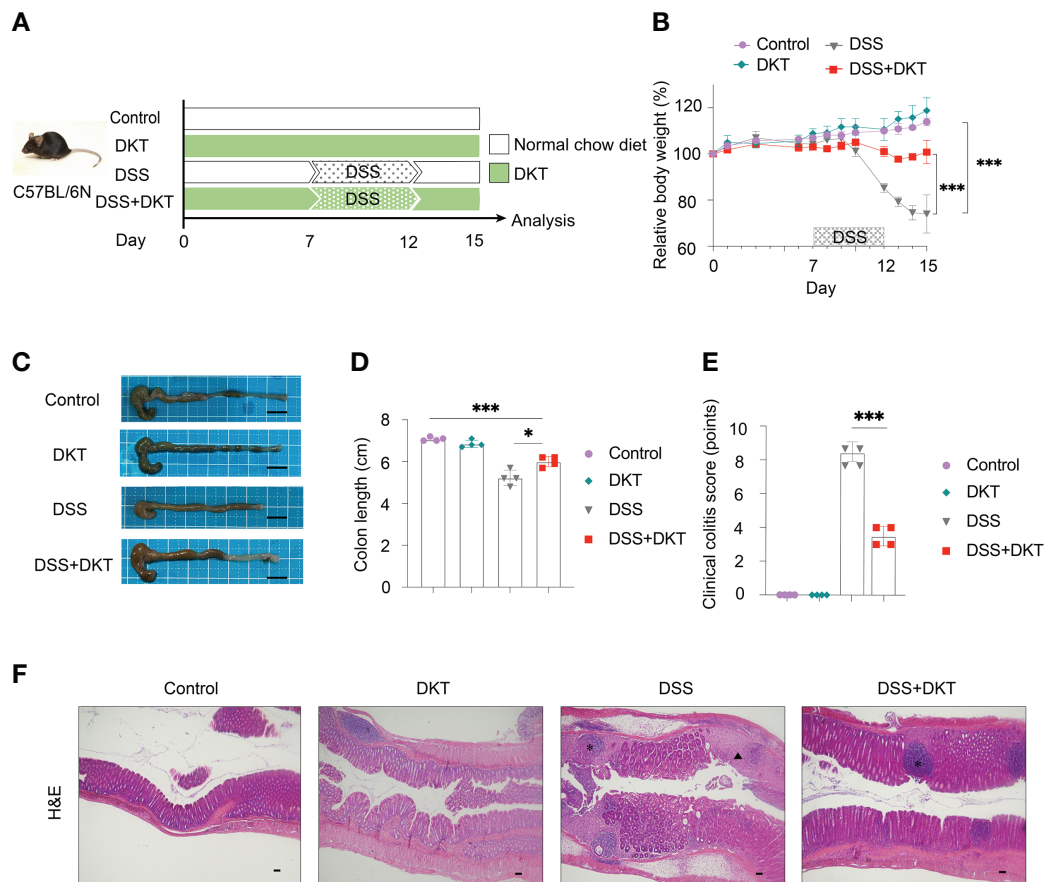 A
Control
DKT
DSS
DSS
DSS+DKT
DSS
C57BL/6N
Normal chow diet
DKT
Analysis
Day
0
7
12
15
B
Control
DSS
DKT
DSS+DKT
Relative body weight (%)
120
100
80
60
***
***
DSS
0
7
12
15
Day
C
Control
DKT
DSS
DSS+DKT
D
Colon length (cm)
8
6
4
2
0
***
*
Control
DKT
DSS
DSS+DKT
E
Clinical colitis score (points)
10
8
6
4
2
0
***
Control
DKT
DSS
DSS+DKT
F
Control
DKT
DSS
DSS+DKT
H&E
*
*